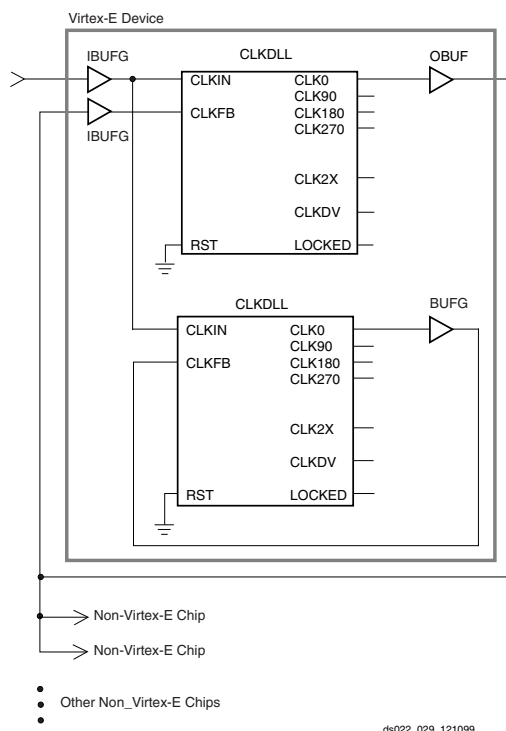 Virtex-E Device
IBUFG
CLKDLL
OBUF
CLKIN
CLK0
CLK90
CLKFB
CLK180
CLK270
IBUFG
CLK2X
CLKDV
RST
LOCKED
CLKDLL
BUFG
CLKIN
CLK0
CLK90
CLKFB
CLK180
CLK270
CLK2X
CLKDV
RST
LOCKED
Non-Virtex-E Chip
Non-Virtex-E Chip
Other Non_Virtex-E Chips
ds022_029_121099